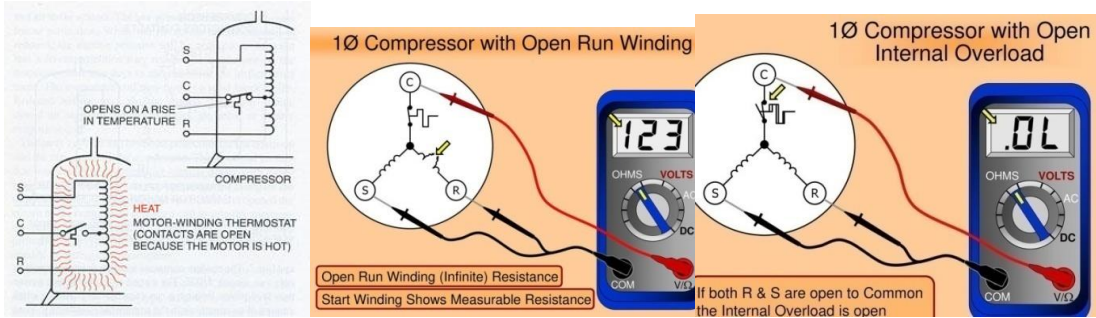 S
C
OPENS ON A RISE
IN TEMPERATURE
R
COMPRESSOR
S
HEAT
C
MOTOR-WINDING THERMOSTAT
(CONTACTS ARE OPEN
BECAUSE THE MOTOR IS HOT)
R
1Ø Compressor with Open Run Winding
C
S
R
123
OHMS
VOLTS
AC
DC
COM
V/Ω
Open Run Winding (Infinite) Resistance
Start Winding Shows Measurable Resistance
1Ø Compressor with Open
Internal Overload
C
S
R
.0L
OHMS
VOLTS
AC
DC
COM
V/Ω
If both R & S are open to Common
the Internal Overload is open